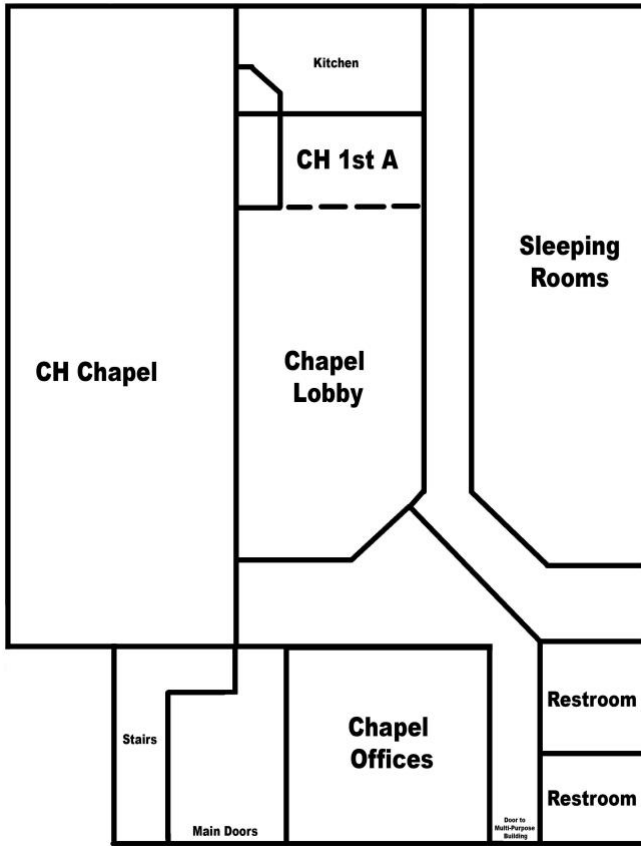 Kitchen
CH 1st A
Sleeping
Rooms
CH Chapel
Chapel
Lobby
Restroom
Stairs
Chapel
Offices
Restroom
Main Doors
Door to
Multi-Purpose
Building